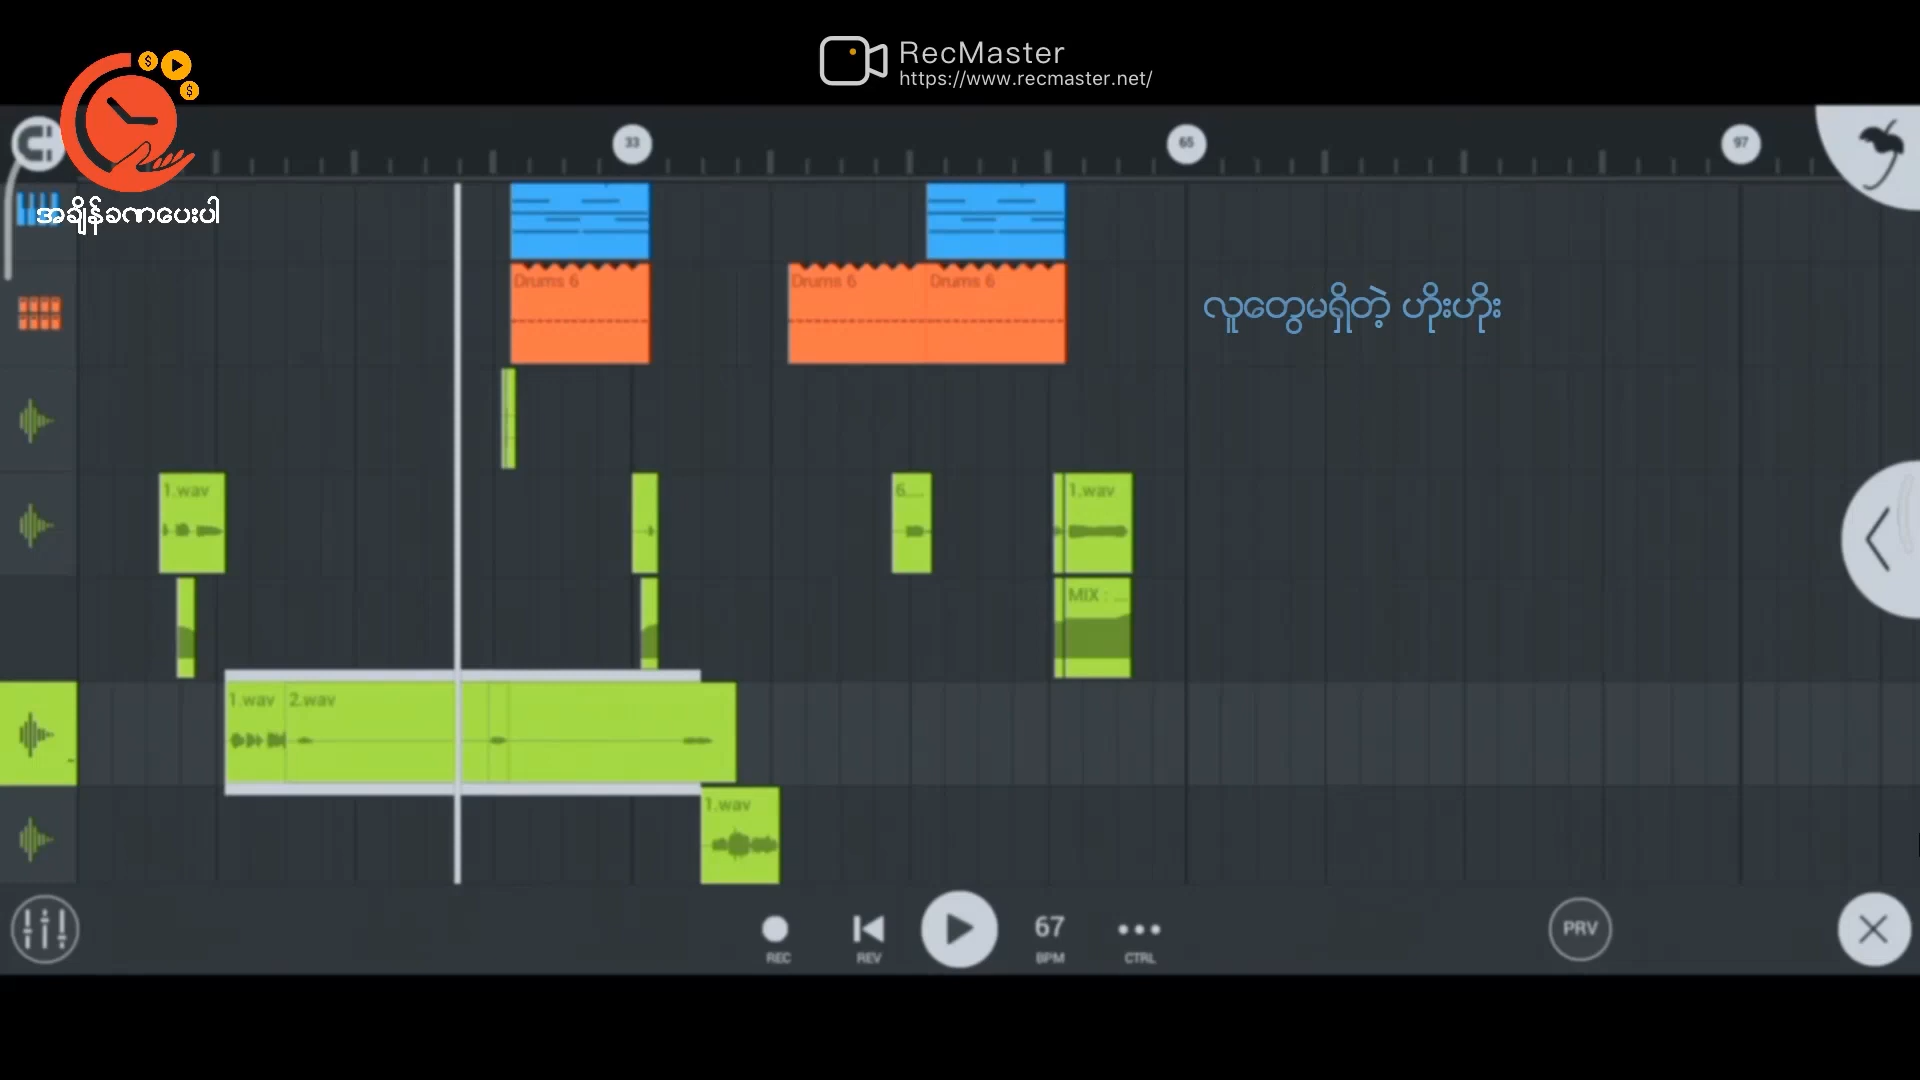 RecMaster
https://www.recmaster.net/
33
65
97
အချိန်ခဏပေးပါ
Drums 6
Drums 6
Drums 6
လူတွေမရှိတဲ့ ဟိုးဟိုး
1.wav
6....
1.wav
MIX : ...
1.wav
2.wav
1.wav
REC
REV
67
BPM
CTRL
PRV